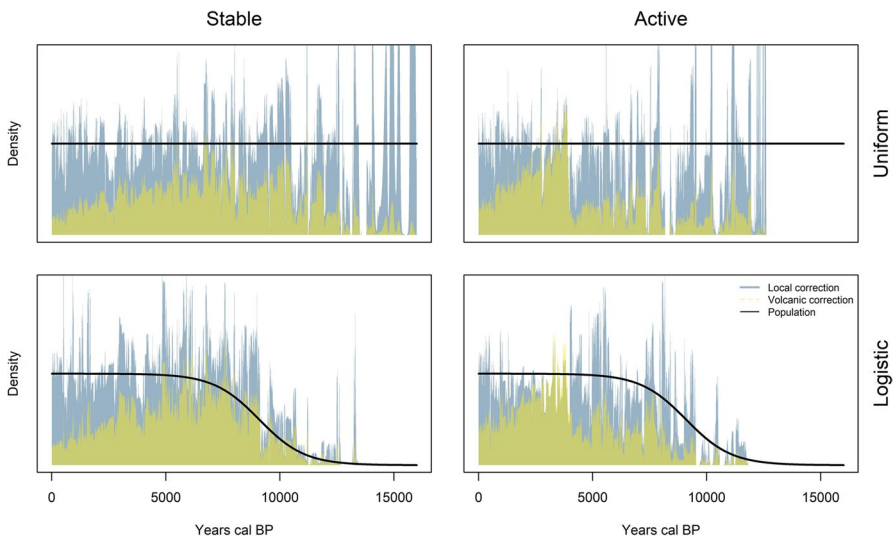 Stable
Active
Density
Uniform
Density
Local correction
Volcanic correction
Population
Logistic
0 5000 10000 15000
0 5000 10000 15000
Years cal BP
Years cal BP